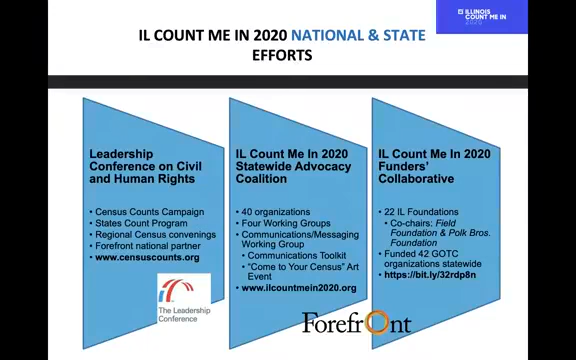 ILLINOIS
COUNT ME IN
2020
IL COUNT ME IN 2020 NATIONAL & STATE
EFFORTS
Leadership
Conference on Civil
and Human Rights
• Census Counts Campaign
• States Count Program
• Regional Census convenings
• Forefront national partner
• www.censuscounts.org
The Leadership
Conference
IL Count Me In 2020
Statewide Advocacy
Coalition
• 40 organizations
• Four Working Groups
• Communications/Messaging
Working Group
• Communications Toolkit
• "Come to Your Census" Art
Event
• www.ilcountmein2020.org
IL Count Me In 2020
Funders'
Collaborative
• 22 IL Foundations
• Co-chairs: Field
Foundation & Polk Bros.
Foundation
• Funded 42 GOTC
organizations statewide
• https://bit.ly/32rdp8n
Forefront